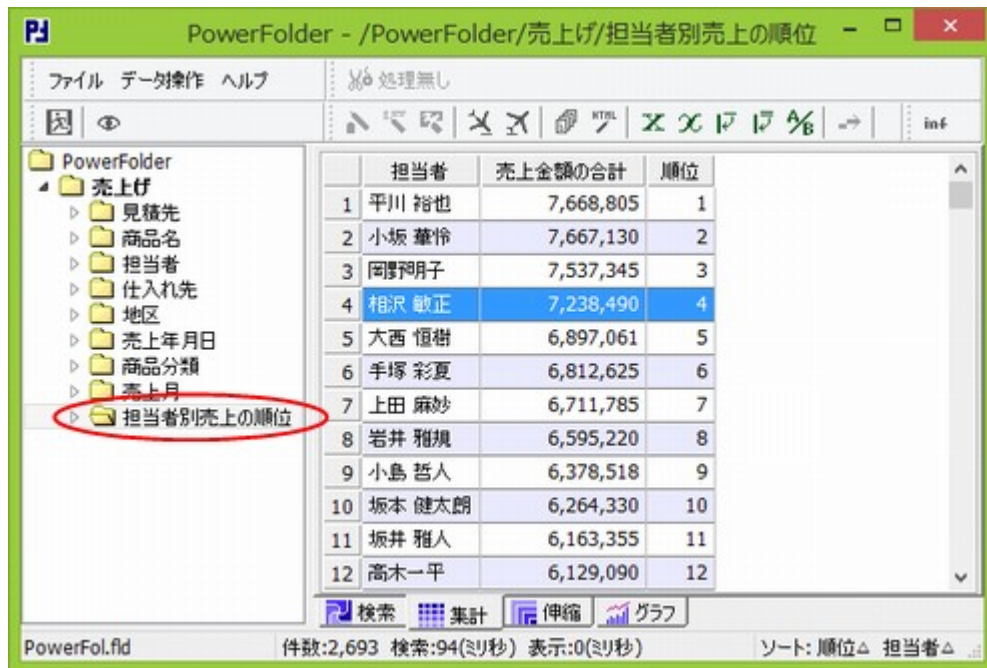 PowerFolder - /PowerFolder/売上げ/担当者別売上の順位
ファイル データ操作 ヘルプ
処理無し
HTML
A/B
inf
PowerFolder
売上げ
見積先
商品名
担当者
仕入れ先
地区
売上年月日
商品分類
売上月
担当者別売上の順位
担当者 売上金額の合計 順位
1 平川 裕也 7,668,805 1
2 小坂 華怜 7,667,130 2
3 岡野明子 7,537,345 3
4 相沢 敏正 7,238,490 4
5 大西 恒樹 6,897,061 5
6 手塚 彩夏 6,812,625 6
7 上田 麻妙 6,711,785 7
8 岩井 雅規 6,595,220 8
9 小島 哲人 6,378,518 9
10 坂本 健太朗 6,264,330 10
11 坂井 雅人 6,163,355 11
12 高木一平 6,129,090 12
検索 集計 伸縮 グラフ
PowerFol.fld 件数:2,693 検索:94(ミリ秒) 表示:0(ミリ秒) ソート: 順位△ 担当者△